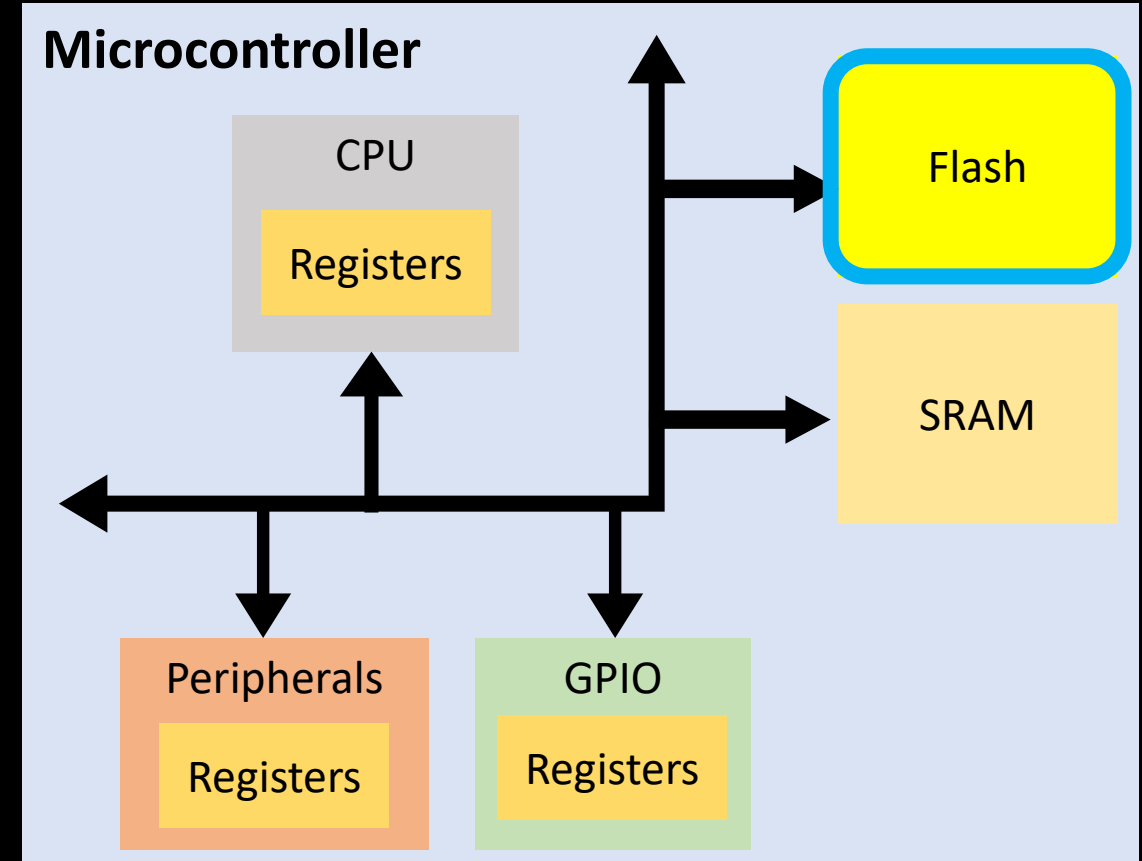 Microcontroller
CPU
Registers
Flash
SRAM
Peripherals
Registers
GPIO
Registers